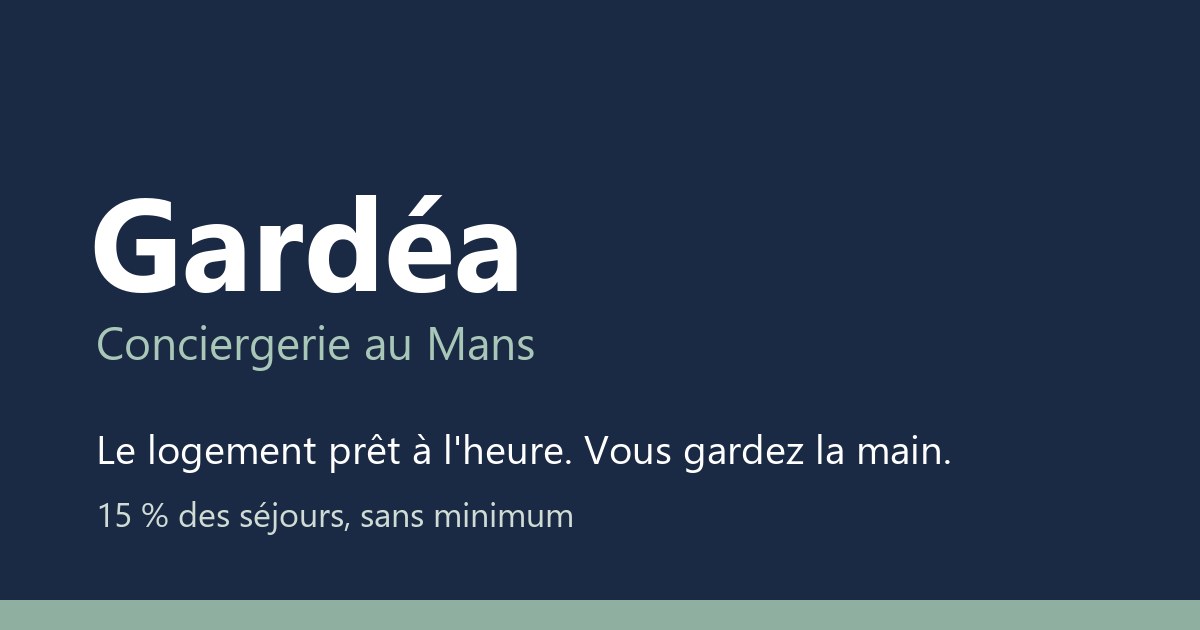 Gardéa
Conciergerie au Mans
Le logement prêt à l'heure. Vous gardez la main.
15 % des séjours, sans minimum